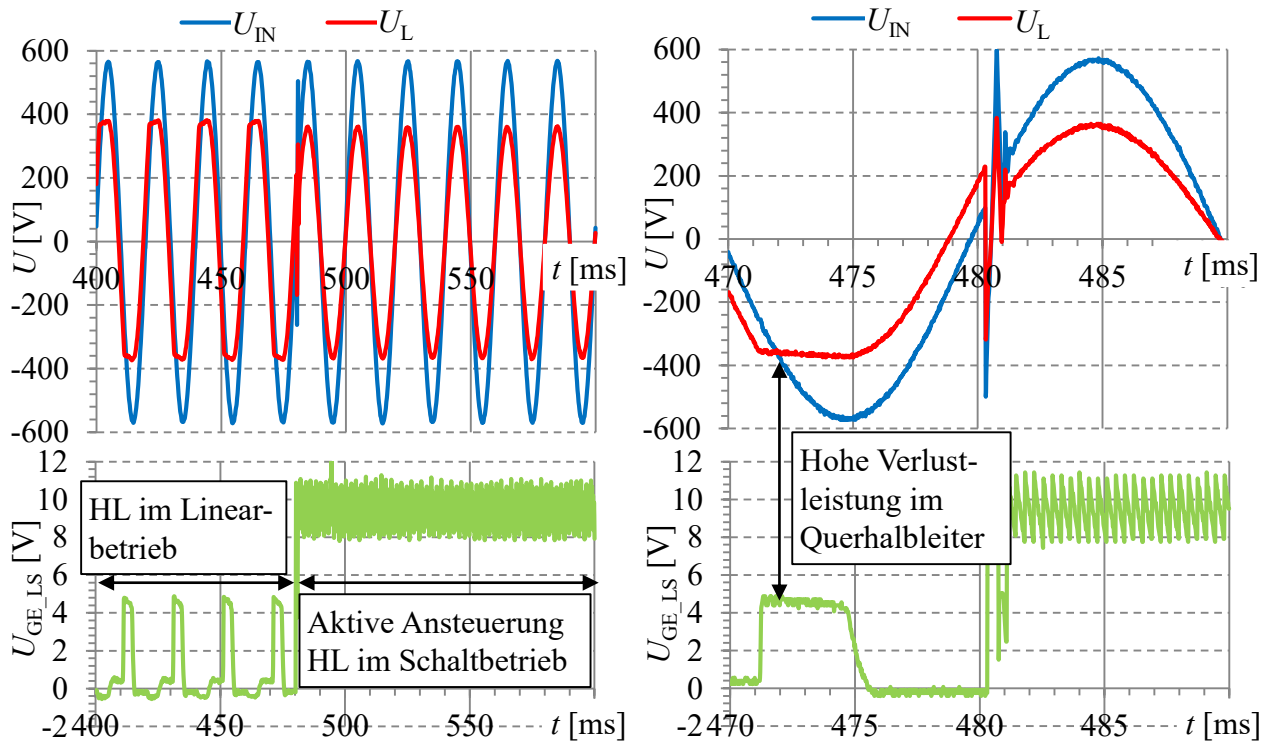 U_IN U_L
600
400
200
0
-200
-400
-600
U [V]
400 450 500 550 t [ms]
12
10
8
6
4
2
0
-2
U_GE_LS [V]
HL im Linear-
betrieb
Aktive Ansteuerung
HL im Schaltbetrieb
400 450 500 550 t [ms]
U_IN U_L
600
400
200
0
-200
-400
-600
U [V]
470 475 480 485 t [ms]
Hohe Verlust-
leistung im
Querhalbleiter
12
10
8
6
4
2
0
-2
U_GE_LS [V]
470 475 480 485 t [ms]